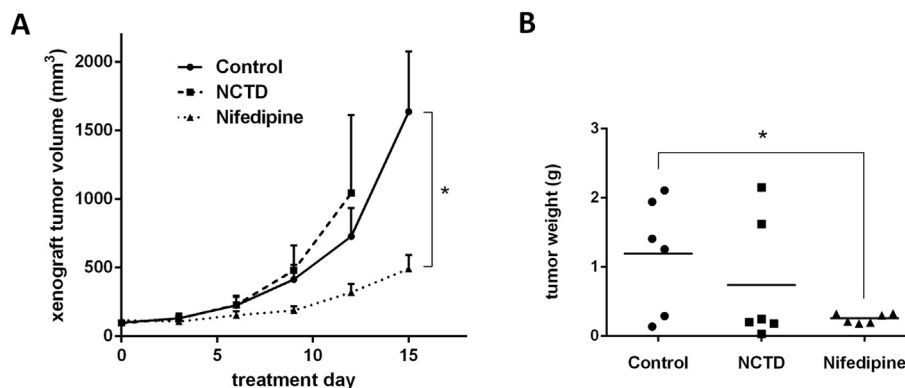 A
xenograft tumor volume (mm³)
2000
1500
1000
500
0
Control
NCTD
Nifedipine
*
0
5
10
15
treatment day
B
tumor weight (g)
3
2
1
0
*
Control
NCTD
Nifedipine